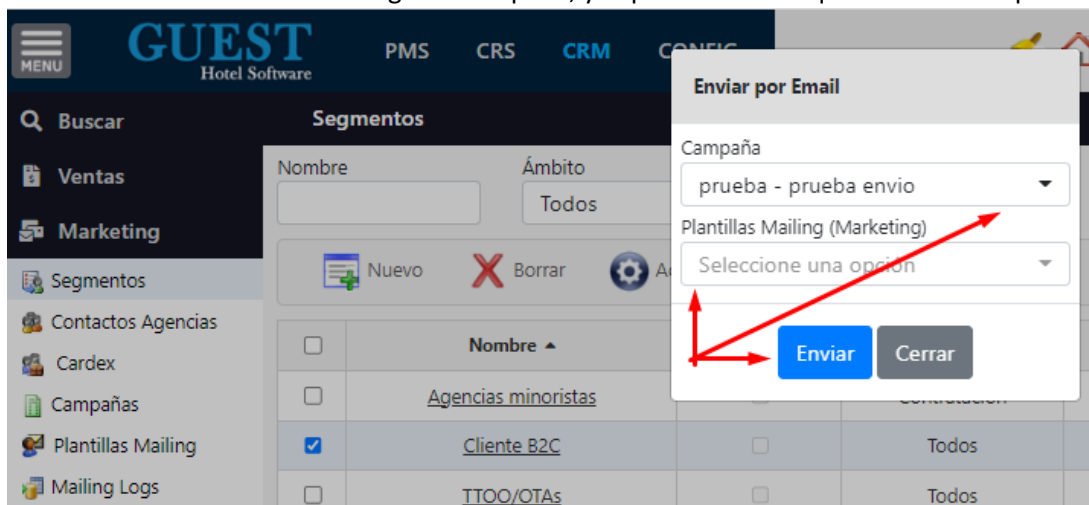 MENU
GUEST
Hotel Software
PMS CRS CRM CONFIG
Enviar por Email
Buscar
Segmentos
Campaña
Ventas
Nombre Ámbito
prueba - prueba envio
Todos
Marketing
Plantillas Mailing (Marketing)
Seleccione una opción
Nuevo Borrar
Segmentos
Contactos Agencias
Nombre
Enviar Cerrar
Cardex
Campañas
Agencias minoristas
Contratación
Plantillas Mailing
Cliente B2C Todos
Mailing Logs
TTOO/OTAs Todos